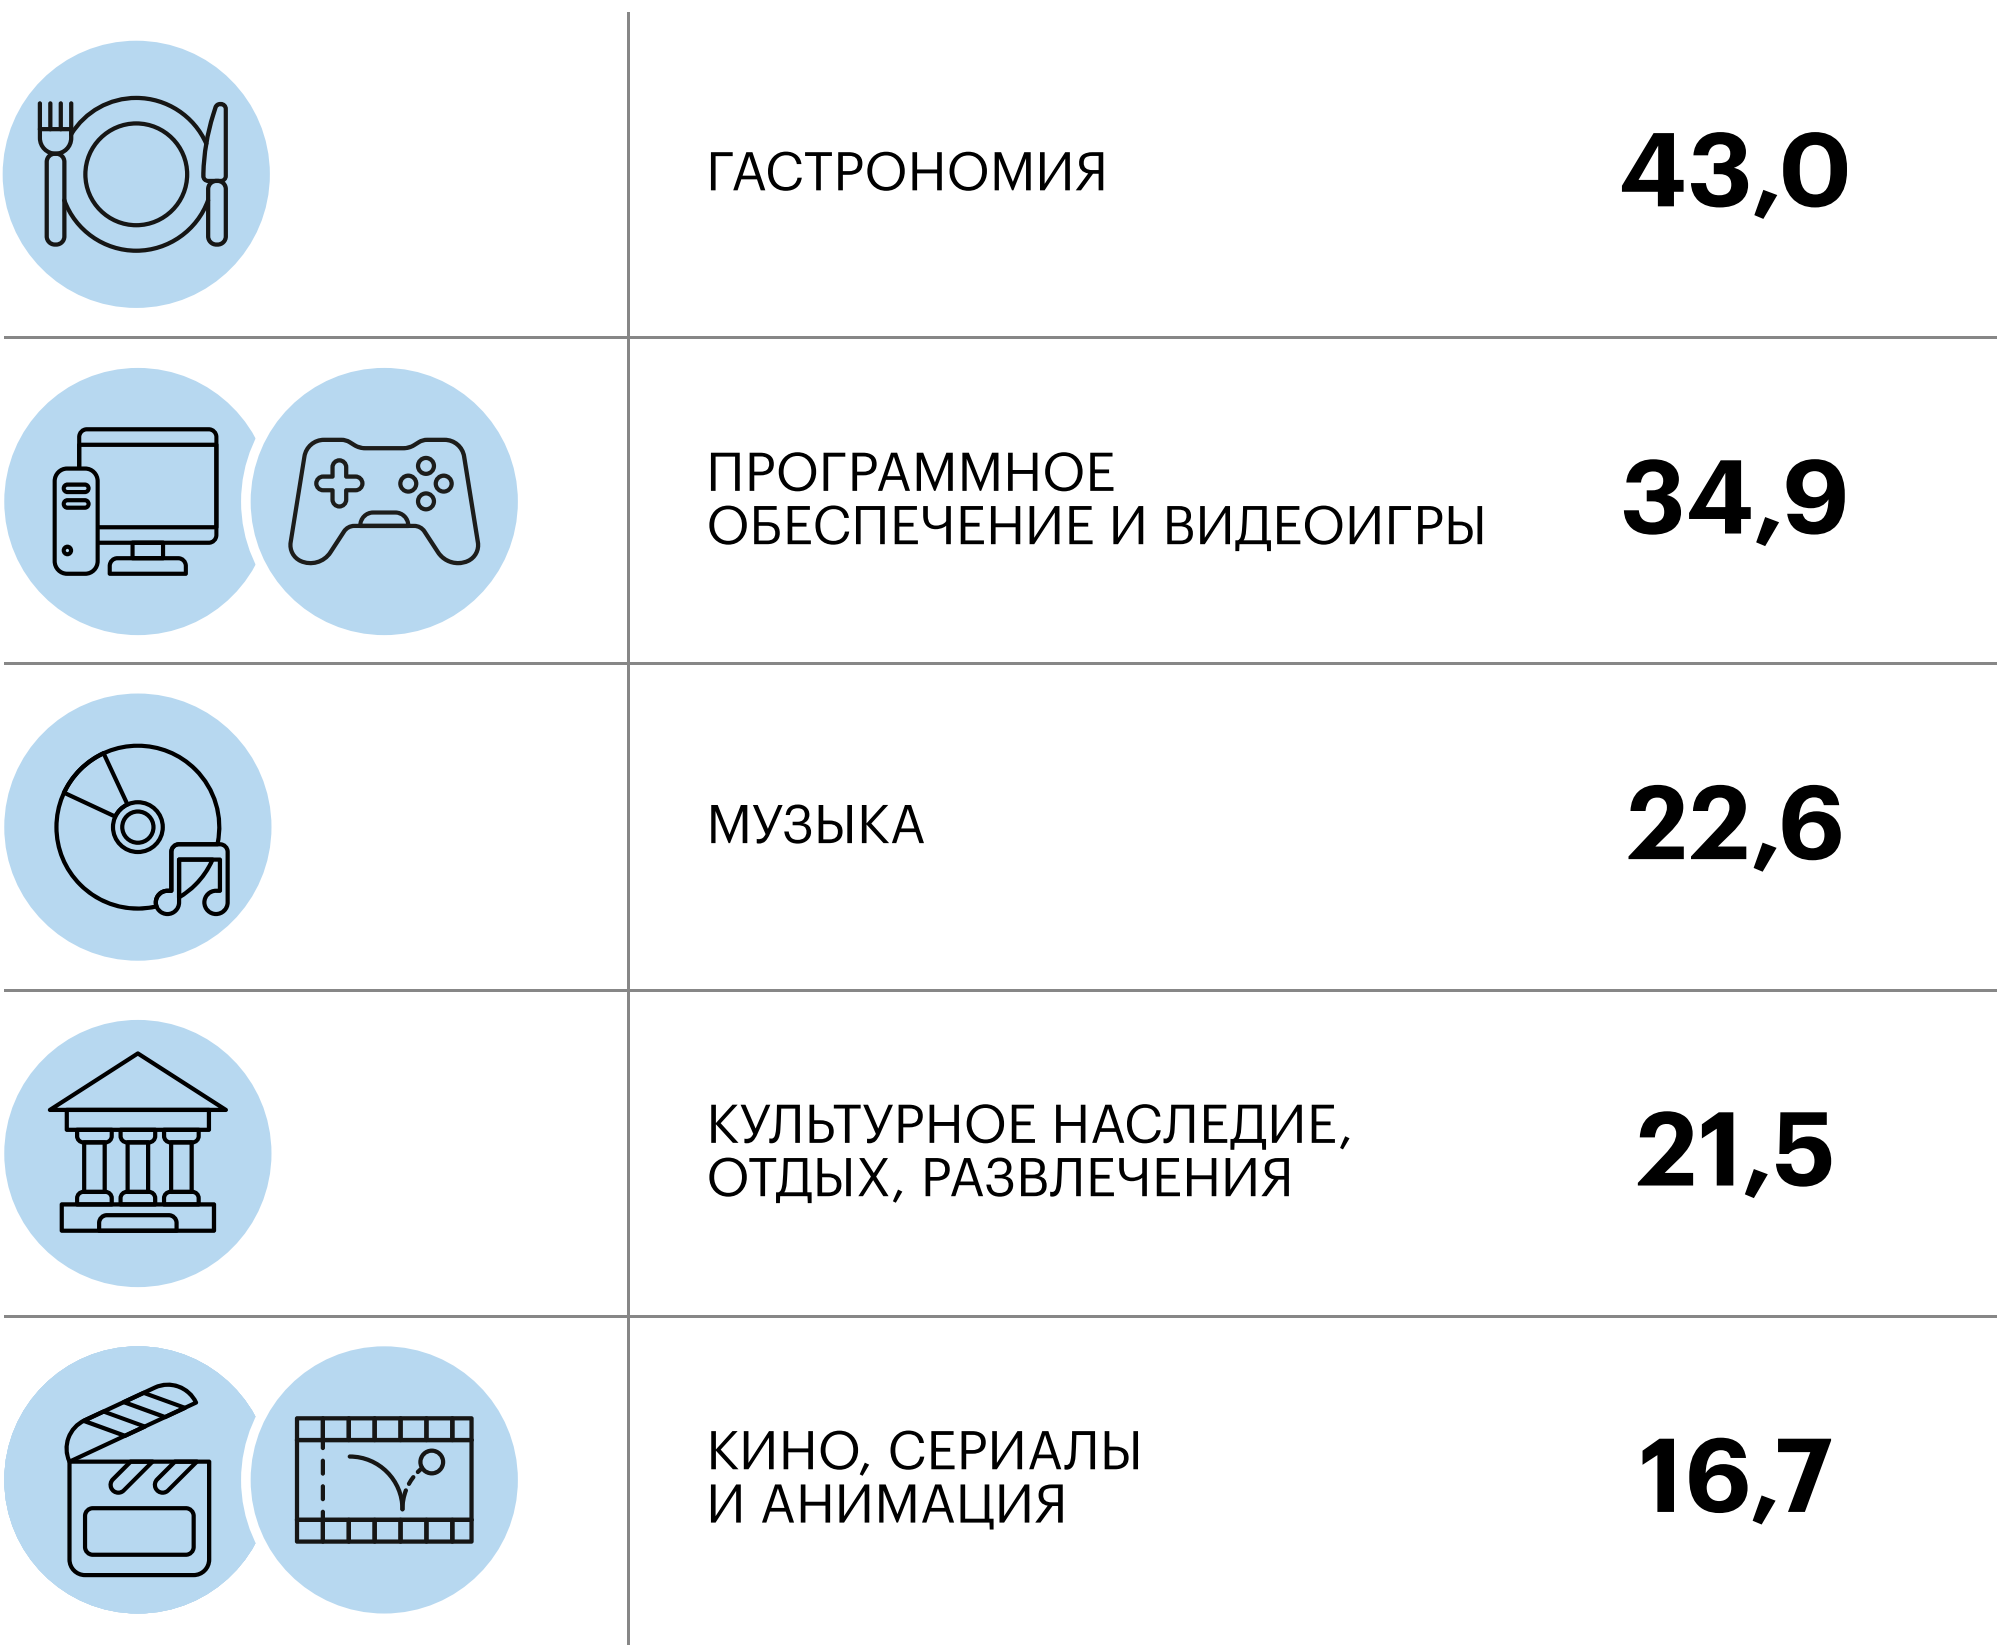 ГАСТРОНОМИЯ 43,0
ПРОГРАММНОЕ
ОБЕСПЕЧЕНИЕ И ВИДЕОИГРЫ 34,9
МУЗЫКА 22,6
КУЛЬТУРНОЕ НАСЛЕДИЕ,
ОТДЫХ, РАЗВЛЕЧЕНИЯ 21,5
КИНО, СЕРИАЛЫ
И АНИМАЦИЯ 16,7